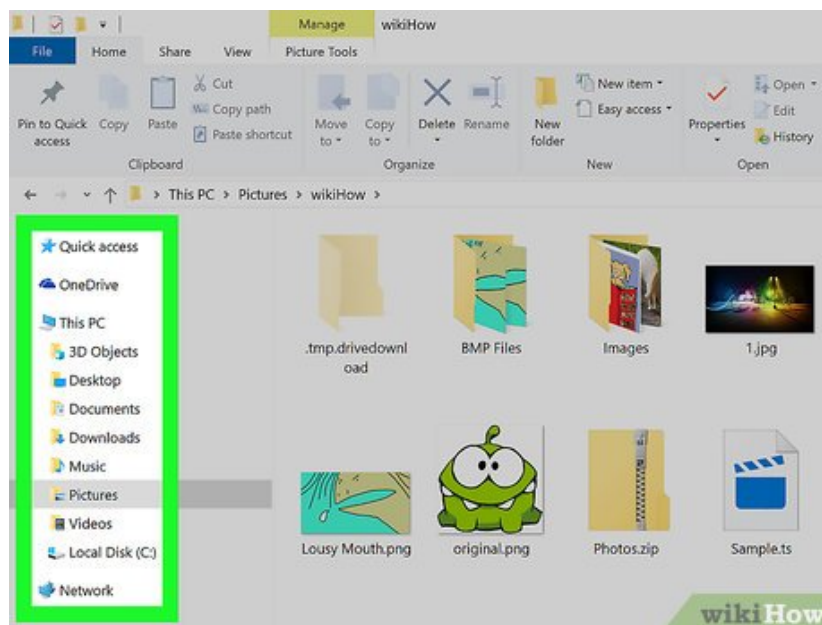 Manage wikiHow
File Home Share View Picture Tools
Pin to Quick access
Copy
Paste
Cut
Copy path
Paste shortcut
Move to
Copy to
Delete
Rename
New folder
New item
Easy access
Properties
Open
Edit
History
Clipboard Organize New Open
This PC > Pictures > wikiHow >
Quick access
OneDrive
This PC
3D Objects
Desktop
Documents
Downloads
Music
Pictures
Videos
Local Disk (C:)
Network
.tmp.drivedownl
oad
BMP Files
Images
1.jpg
Lousy Mouth.png
original.png
Photos.zip
Sample.ts
wikiHow